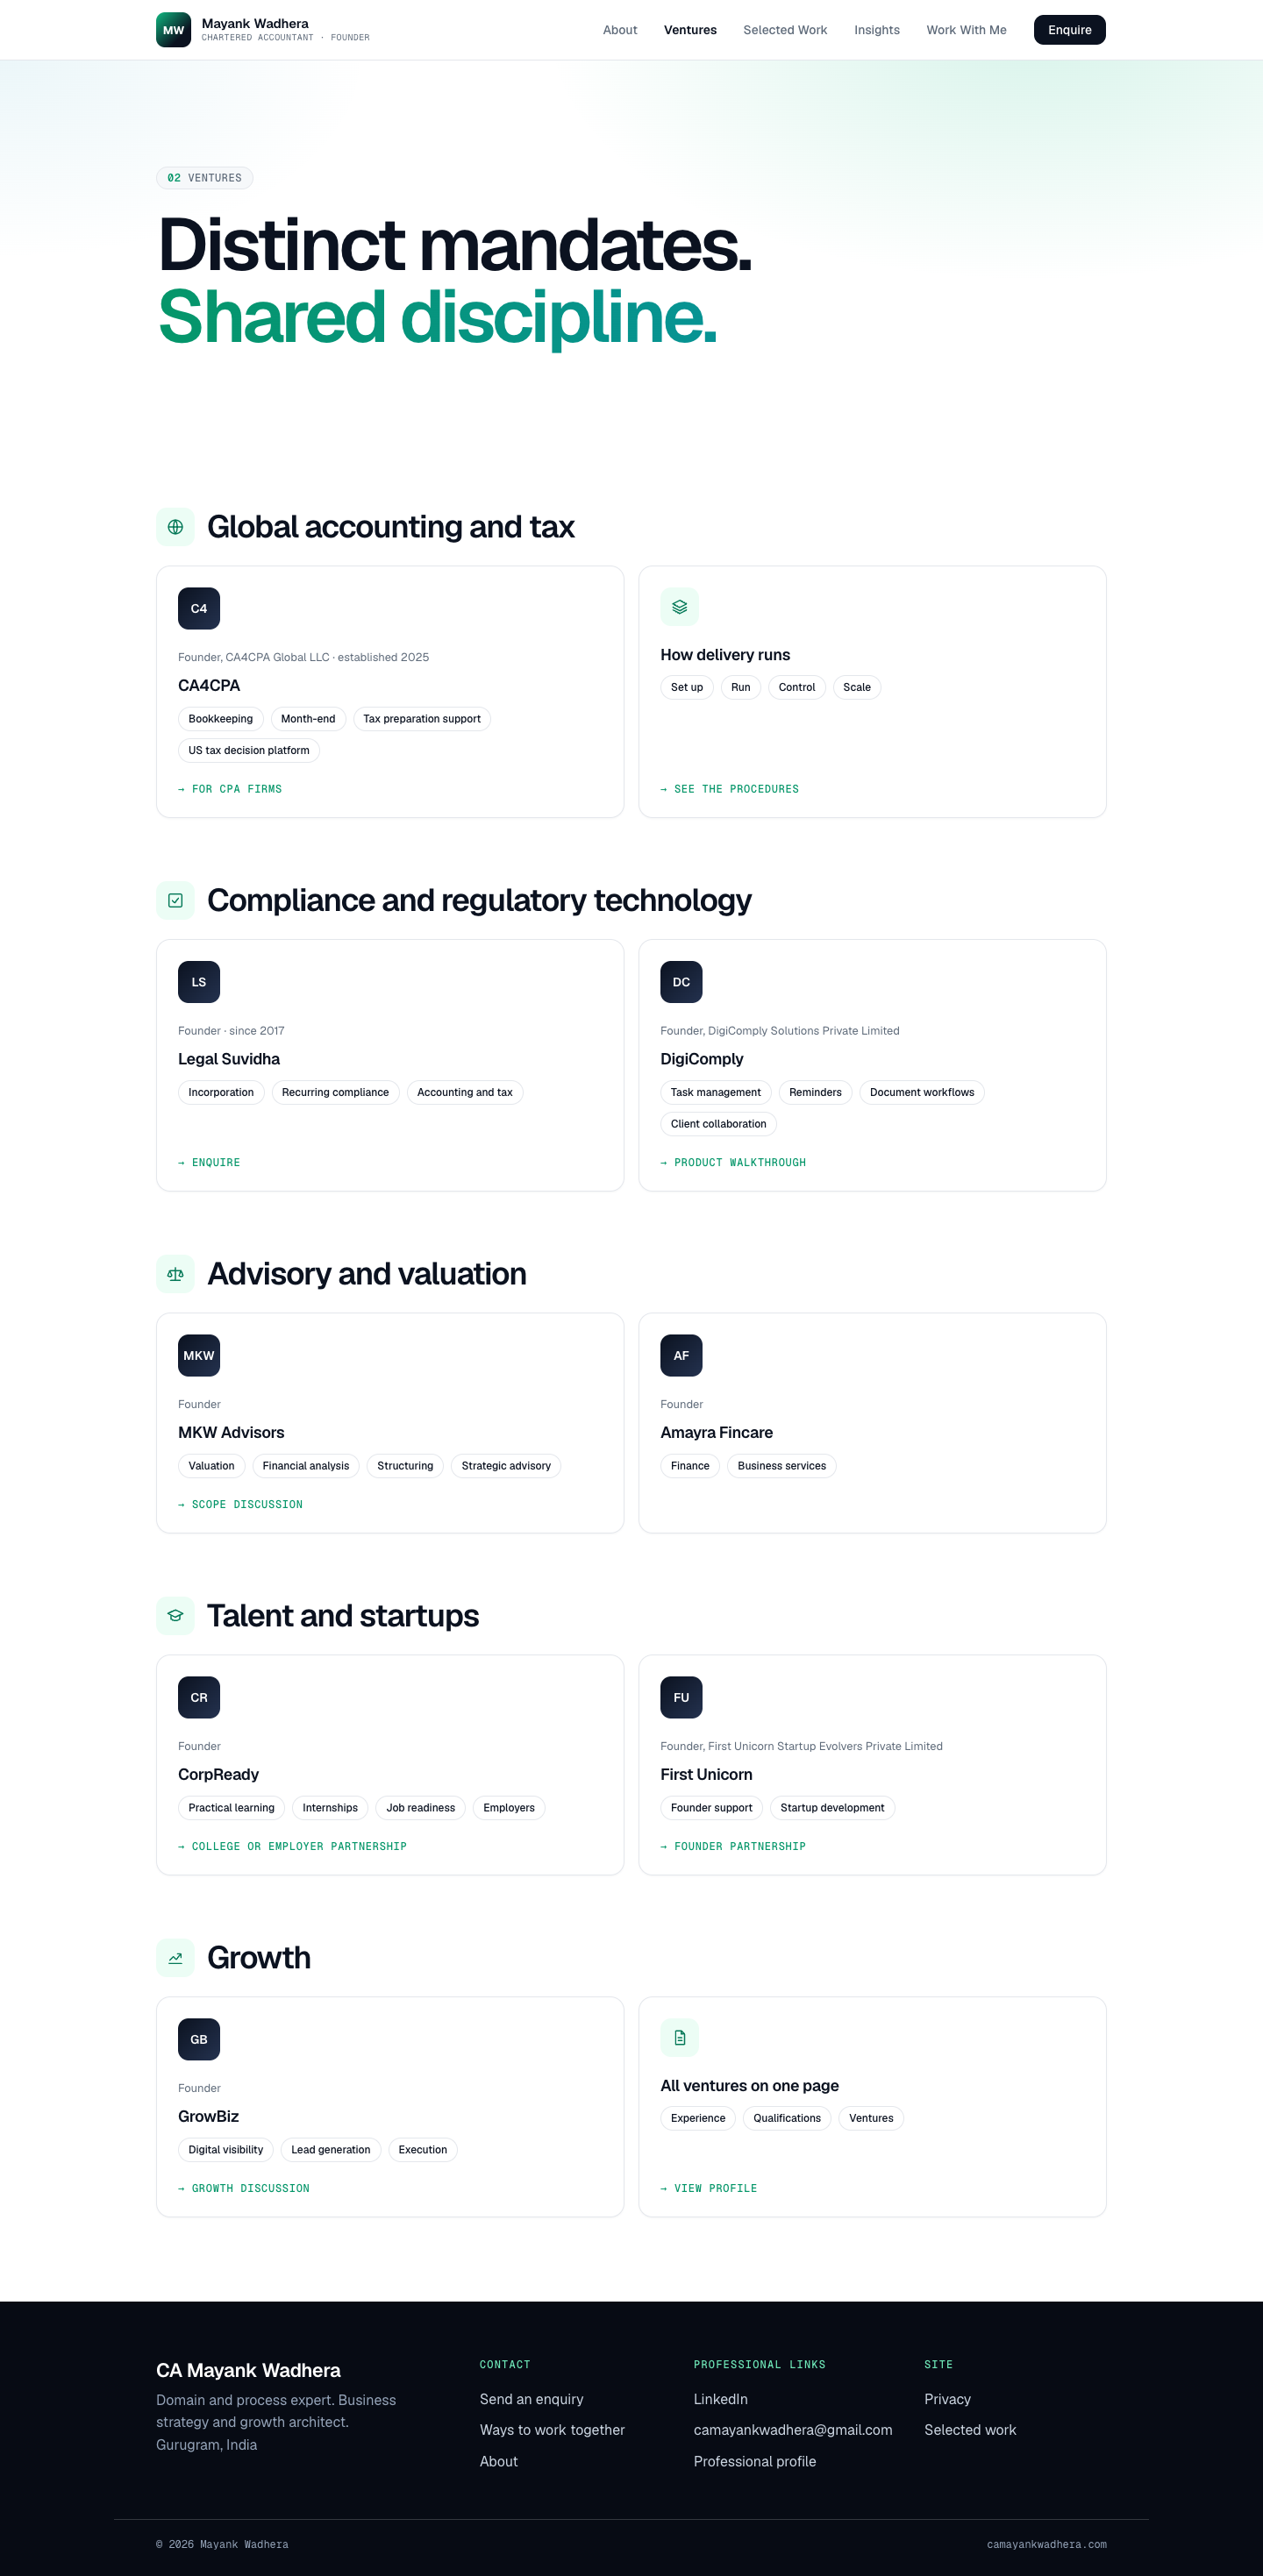 MW
Mayank Wadhera
CHARTERED ACCOUNTANT · FOUNDER
About
Ventures
Selected Work
Insights
Work With Me
Enquire
02 VENTURES
Distinct mandates.
Shared discipline.
Global accounting and tax
C4
Founder, CA4CPA Global LLC · established 2025
CA4CPA
Bookkeeping
Month-end
Tax preparation support
US tax decision platform
→ FOR CPA FIRMS
How delivery runs
Set up
Run
Control
Scale
→ SEE THE PROCEDURES
Compliance and regulatory technology
LS
Founder · since 2017
Legal Suvidha
Incorporation
Recurring compliance
Accounting and tax
→ ENQUIRE
DC
Founder, DigiComply Solutions Private Limited
DigiComply
Task management
Reminders
Document workflows
Client collaboration
→ PRODUCT WALKTHROUGH
Advisory and valuation
MKW
Founder
MKW Advisors
Valuation
Financial analysis
Structuring
Strategic advisory
→ SCOPE DISCUSSION
AF
Founder
Amayra Fincare
Finance
Business services
Talent and startups
CR
Founder
CorpReady
Practical learning
Internships
Job readiness
Employers
→ COLLEGE OR EMPLOYER PARTNERSHIP
FU
Founder, First Unicorn Startup Evolvers Private Limited
First Unicorn
Founder support
Startup development
→ FOUNDER PARTNERSHIP
Growth
GB
Founder
GrowBiz
Digital visibility
Lead generation
Execution
→ GROWTH DISCUSSION
All ventures on one page
Experience
Qualifications
Ventures
→ VIEW PROFILE
CA Mayank Wadhera
Domain and process expert. Business
strategy and growth architect.
Gurugram, India
CONTACT
Send an enquiry
Ways to work together
About
PROFESSIONAL LINKS
LinkedIn
camayankwadhera@gmail.com
Professional profile
SITE
Privacy
Selected work
© 2026 Mayank Wadhera
camayankwadhera.com